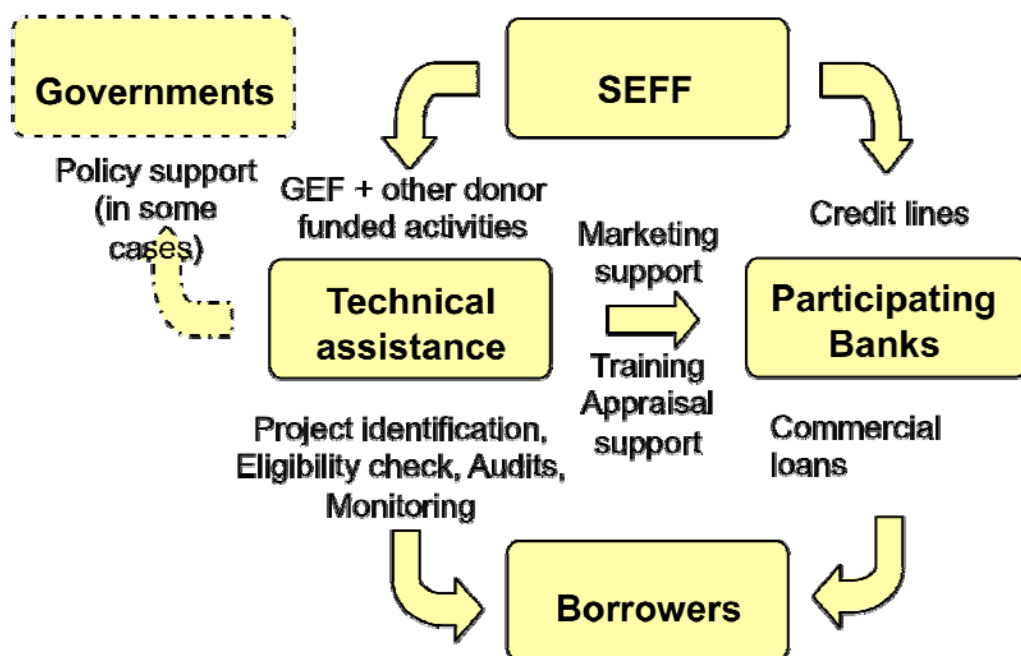 Governments
SEFF
Policy support
(in some
cases)
GEF + other donor
funded activities
Credit lines
Marketing
support
Technical
assistance
Participating
Banks
Training
Appraisal
support
Project identification,
Eligibility check, Audits,
Monitoring
Commercial
loans
Borrowers